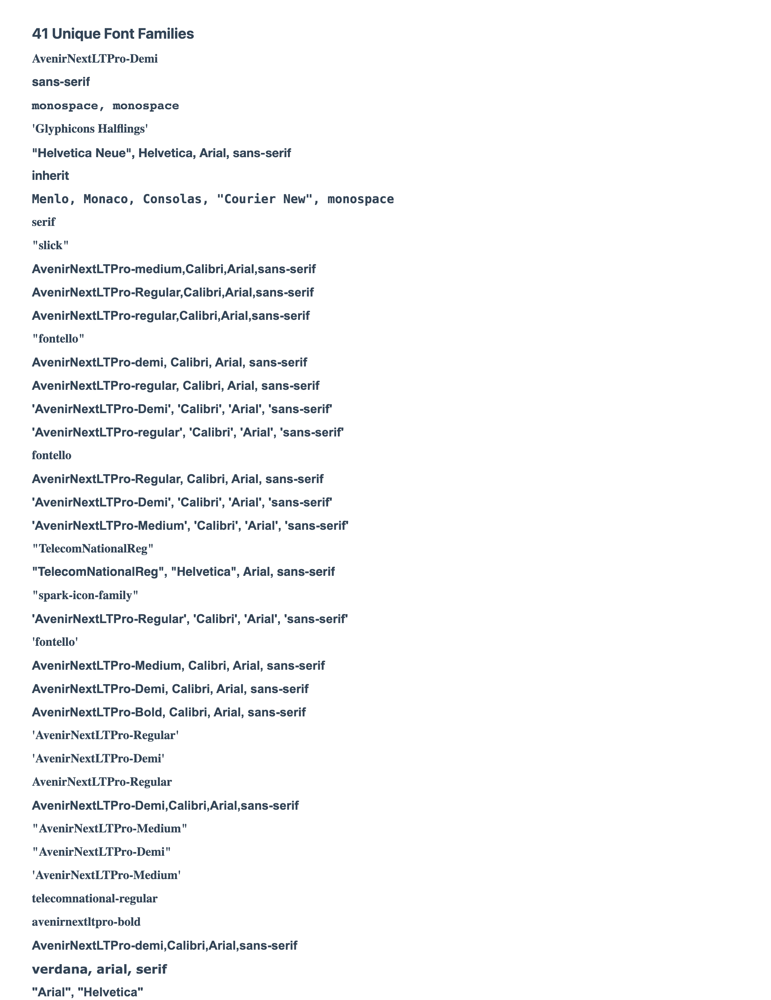 41 Unique Font Families
AvenirNextLTPro-Demi
sans-serif
monospace, monospace
'Glyphicons Halflings'
"Helvetica Neue", Helvetica, Arial, sans-serif
inherit
Menlo, Monaco, Consolas, "Courier New", monospace
serif
"slick"
AvenirNextLTPro-medium,Calibri,Arial,sans-serif
AvenirNextLTPro-Regular,Calibri,Arial,sans-serif
AvenirNextLTPro-regular,Calibri,Arial,sans-serif
"fontello"
AvenirNextLTPro-demi, Calibri, Arial, sans-serif
AvenirNextLTPro-regular, Calibri, Arial, sans-serif
'AvenirNextLTPro-Demi', 'Calibri', 'Arial', 'sans-serif'
'AvenirNextLTPro-regular', 'Calibri', 'Arial', 'sans-serif'
fontello
AvenirNextLTPro-Regular, Calibri, Arial, sans-serif
'AvenirNextLTPro-Demi', 'Calibri', 'Arial', 'sans-serif'
'AvenirNextLTPro-Medium', 'Calibri', 'Arial', 'sans-serif'
"TelecomNationalReg"
"TelecomNationalReg", "Helvetica", Arial, sans-serif
"spark-icon-family"
'AvenirNextLTPro-Regular', 'Calibri', 'Arial', 'sans-serif'
'fontello'
AvenirNextLTPro-Medium, Calibri, Arial, sans-serif
AvenirNextLTPro-Demi, Calibri, Arial, sans-serif
AvenirNextLTPro-Bold, Calibri, Arial, sans-serif
'AvenirNextLTPro-Regular'
'AvenirNextLTPro-Demi'
AvenirNextLTPro-Regular
AvenirNextLTPro-Demi,Calibri,Arial,sans-serif
"AvenirNextLTPro-Medium"
"AvenirNextLTPro-Demi"
'AvenirNextLTPro-Medium'
telecomnational-regular
avenirnextltpro-bold
AvenirNextLTPro-demi,Calibri,Arial,sans-serif
verdana, arial, serif
"Arial", "Helvetica"